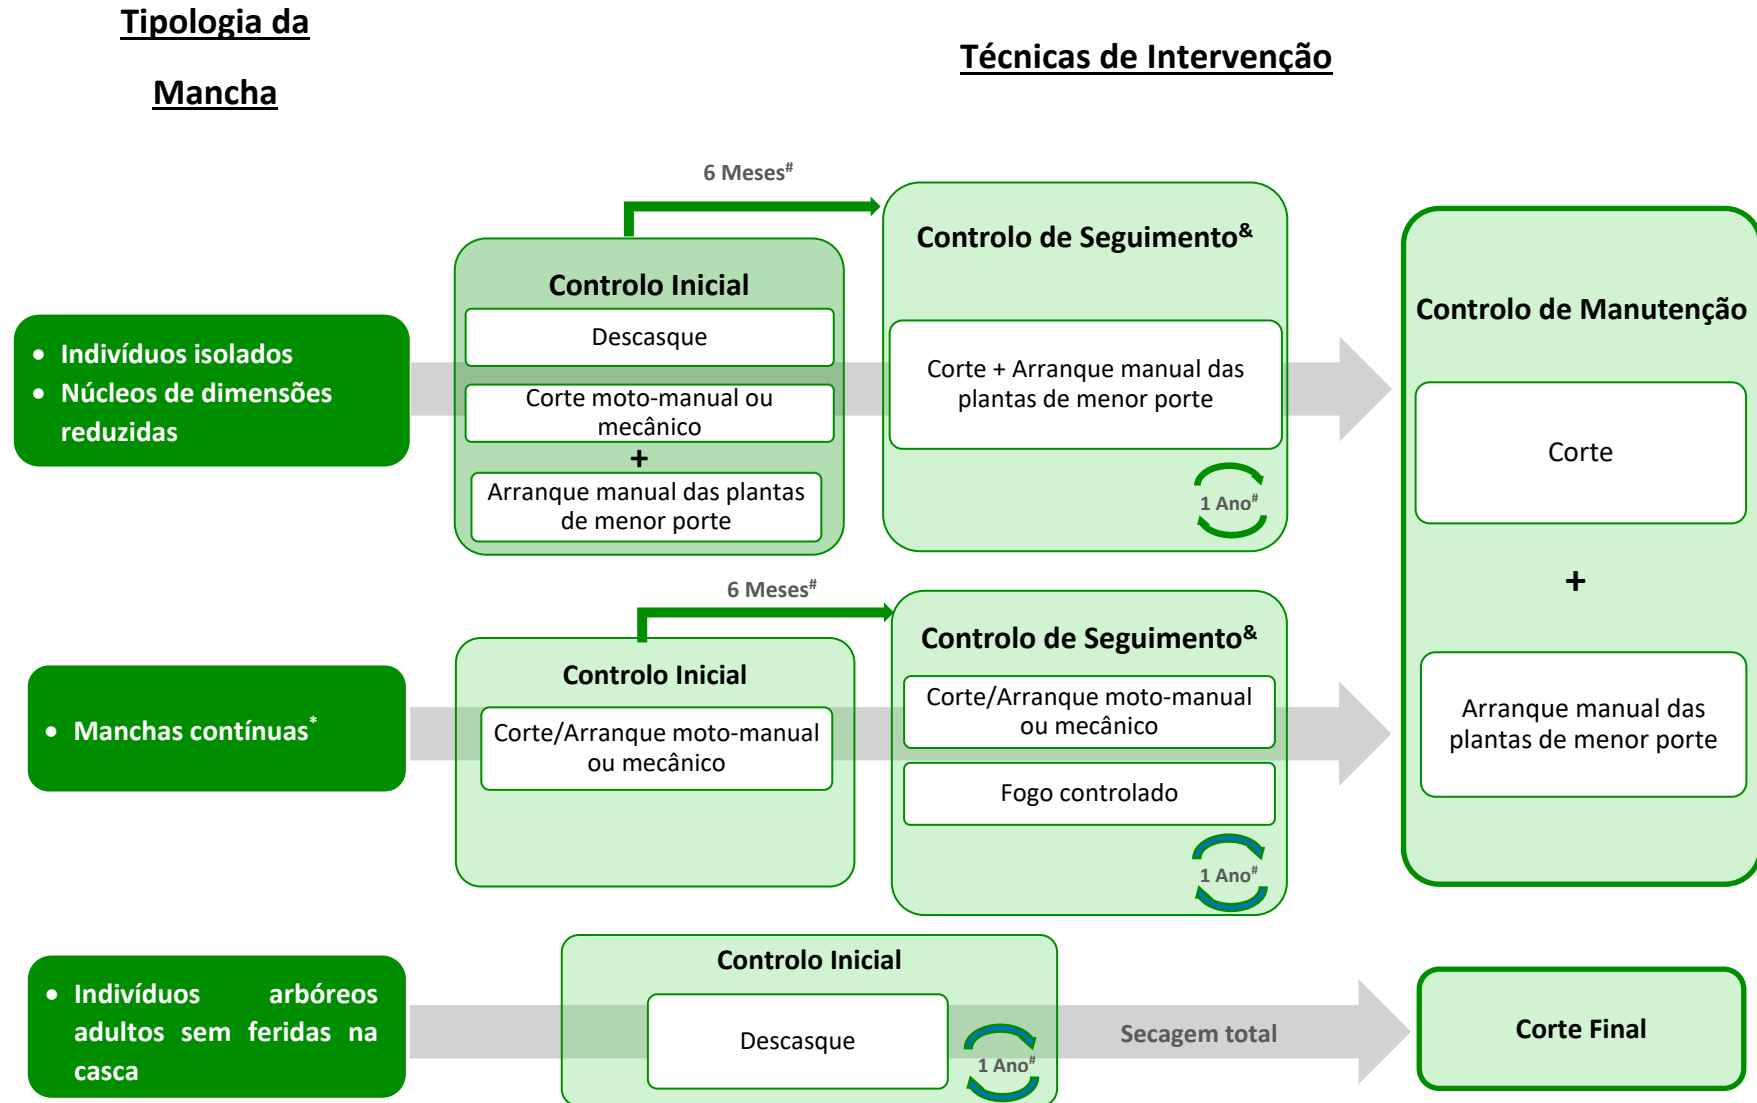 Tipologia da
Mancha
Técnicas de Intervenção
6 Meses#
Controlo de Seguimento&
Controlo Inicial
Controlo de Manutenção
• Indivíduos isolados
• Núcleos de dimensões
reduzidas
Descasque
Corte moto-manual ou
mecânico
+
Arranque manual das plantas
de menor porte
Corte + Arranque manual das
plantas de menor porte
1 Ano#
Corte
+
Arranque manual das
plantas de menor porte
6 Meses#
Controlo de Seguimento&
Controlo Inicial
• Manchas contínuas*
Corte/Arranque moto-manual
ou mecânico
Corte/Arranque moto-manual
ou mecânico
Fogo controlado
1 Ano#
Controlo Inicial
• Indivíduos arbóreos
adultos sem feridas na
casca
Descasque
1 Ano#
Secagem total
Corte Final